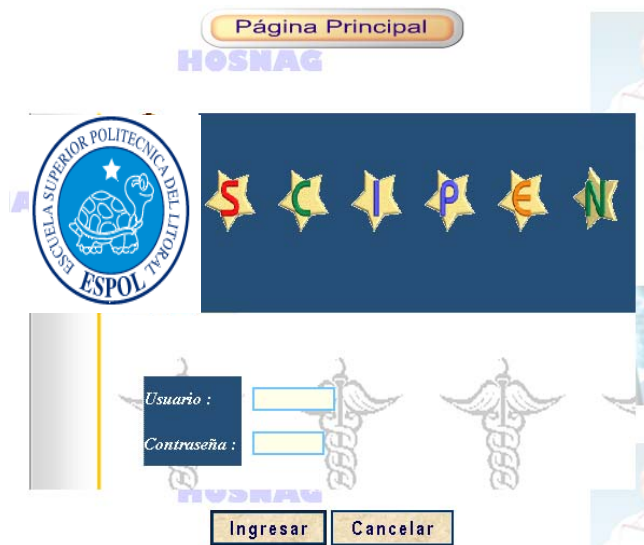 Página Principal
HOSNAG
ESCUELA SUPERIOR POLITECNICA DEL LITORAL
ESPOL
S C I P E N
Usuario :
Contraseña :
HOSNAG
Ingresar Cancelar